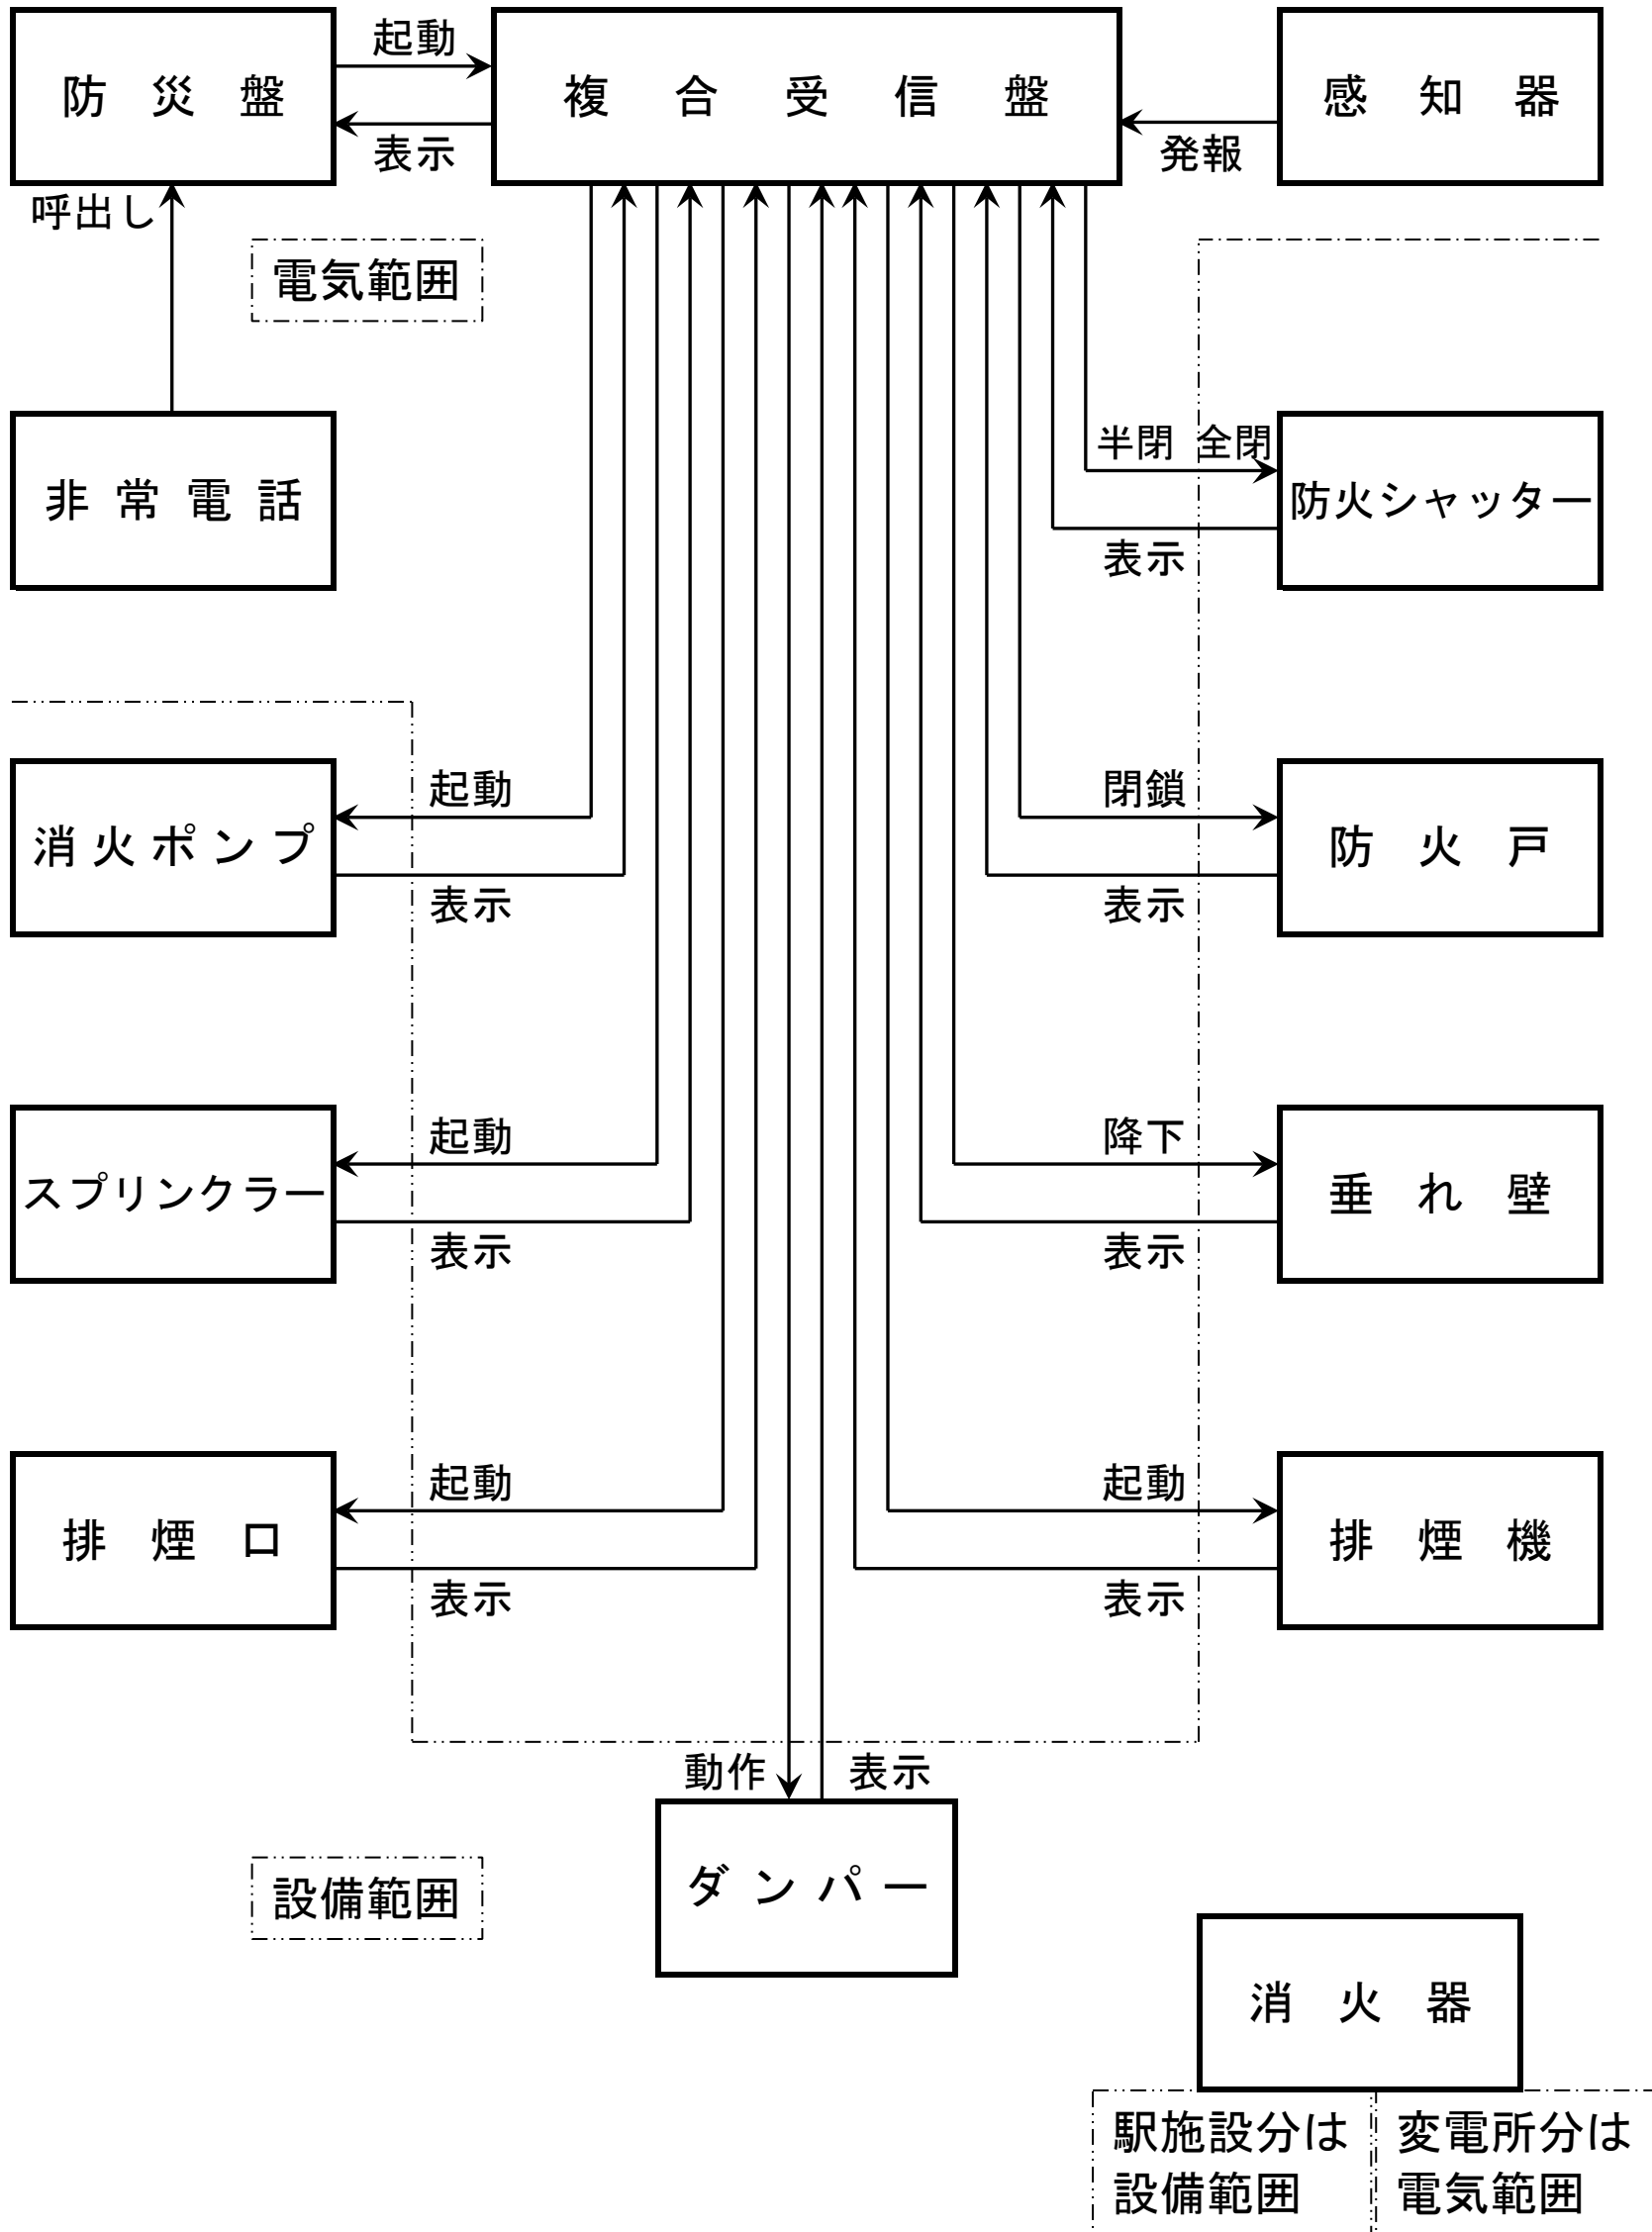 起動
防災盤
複合受信盤
感知器
表示
発報
呼出し
電気範囲
半閉 全閉
非常電話
防火シャッター
表示
起動
閉鎖
消火ポンプ
防火戸
表示
表示
起動
降下
スプリンクラー
垂れ壁
表示
表示
起動
起動
排煙口
排煙機
表示
表示
動作
表示
ダンパー
設備範囲
消火器
駅施設分は
設備範囲
変電所分は
電気範囲